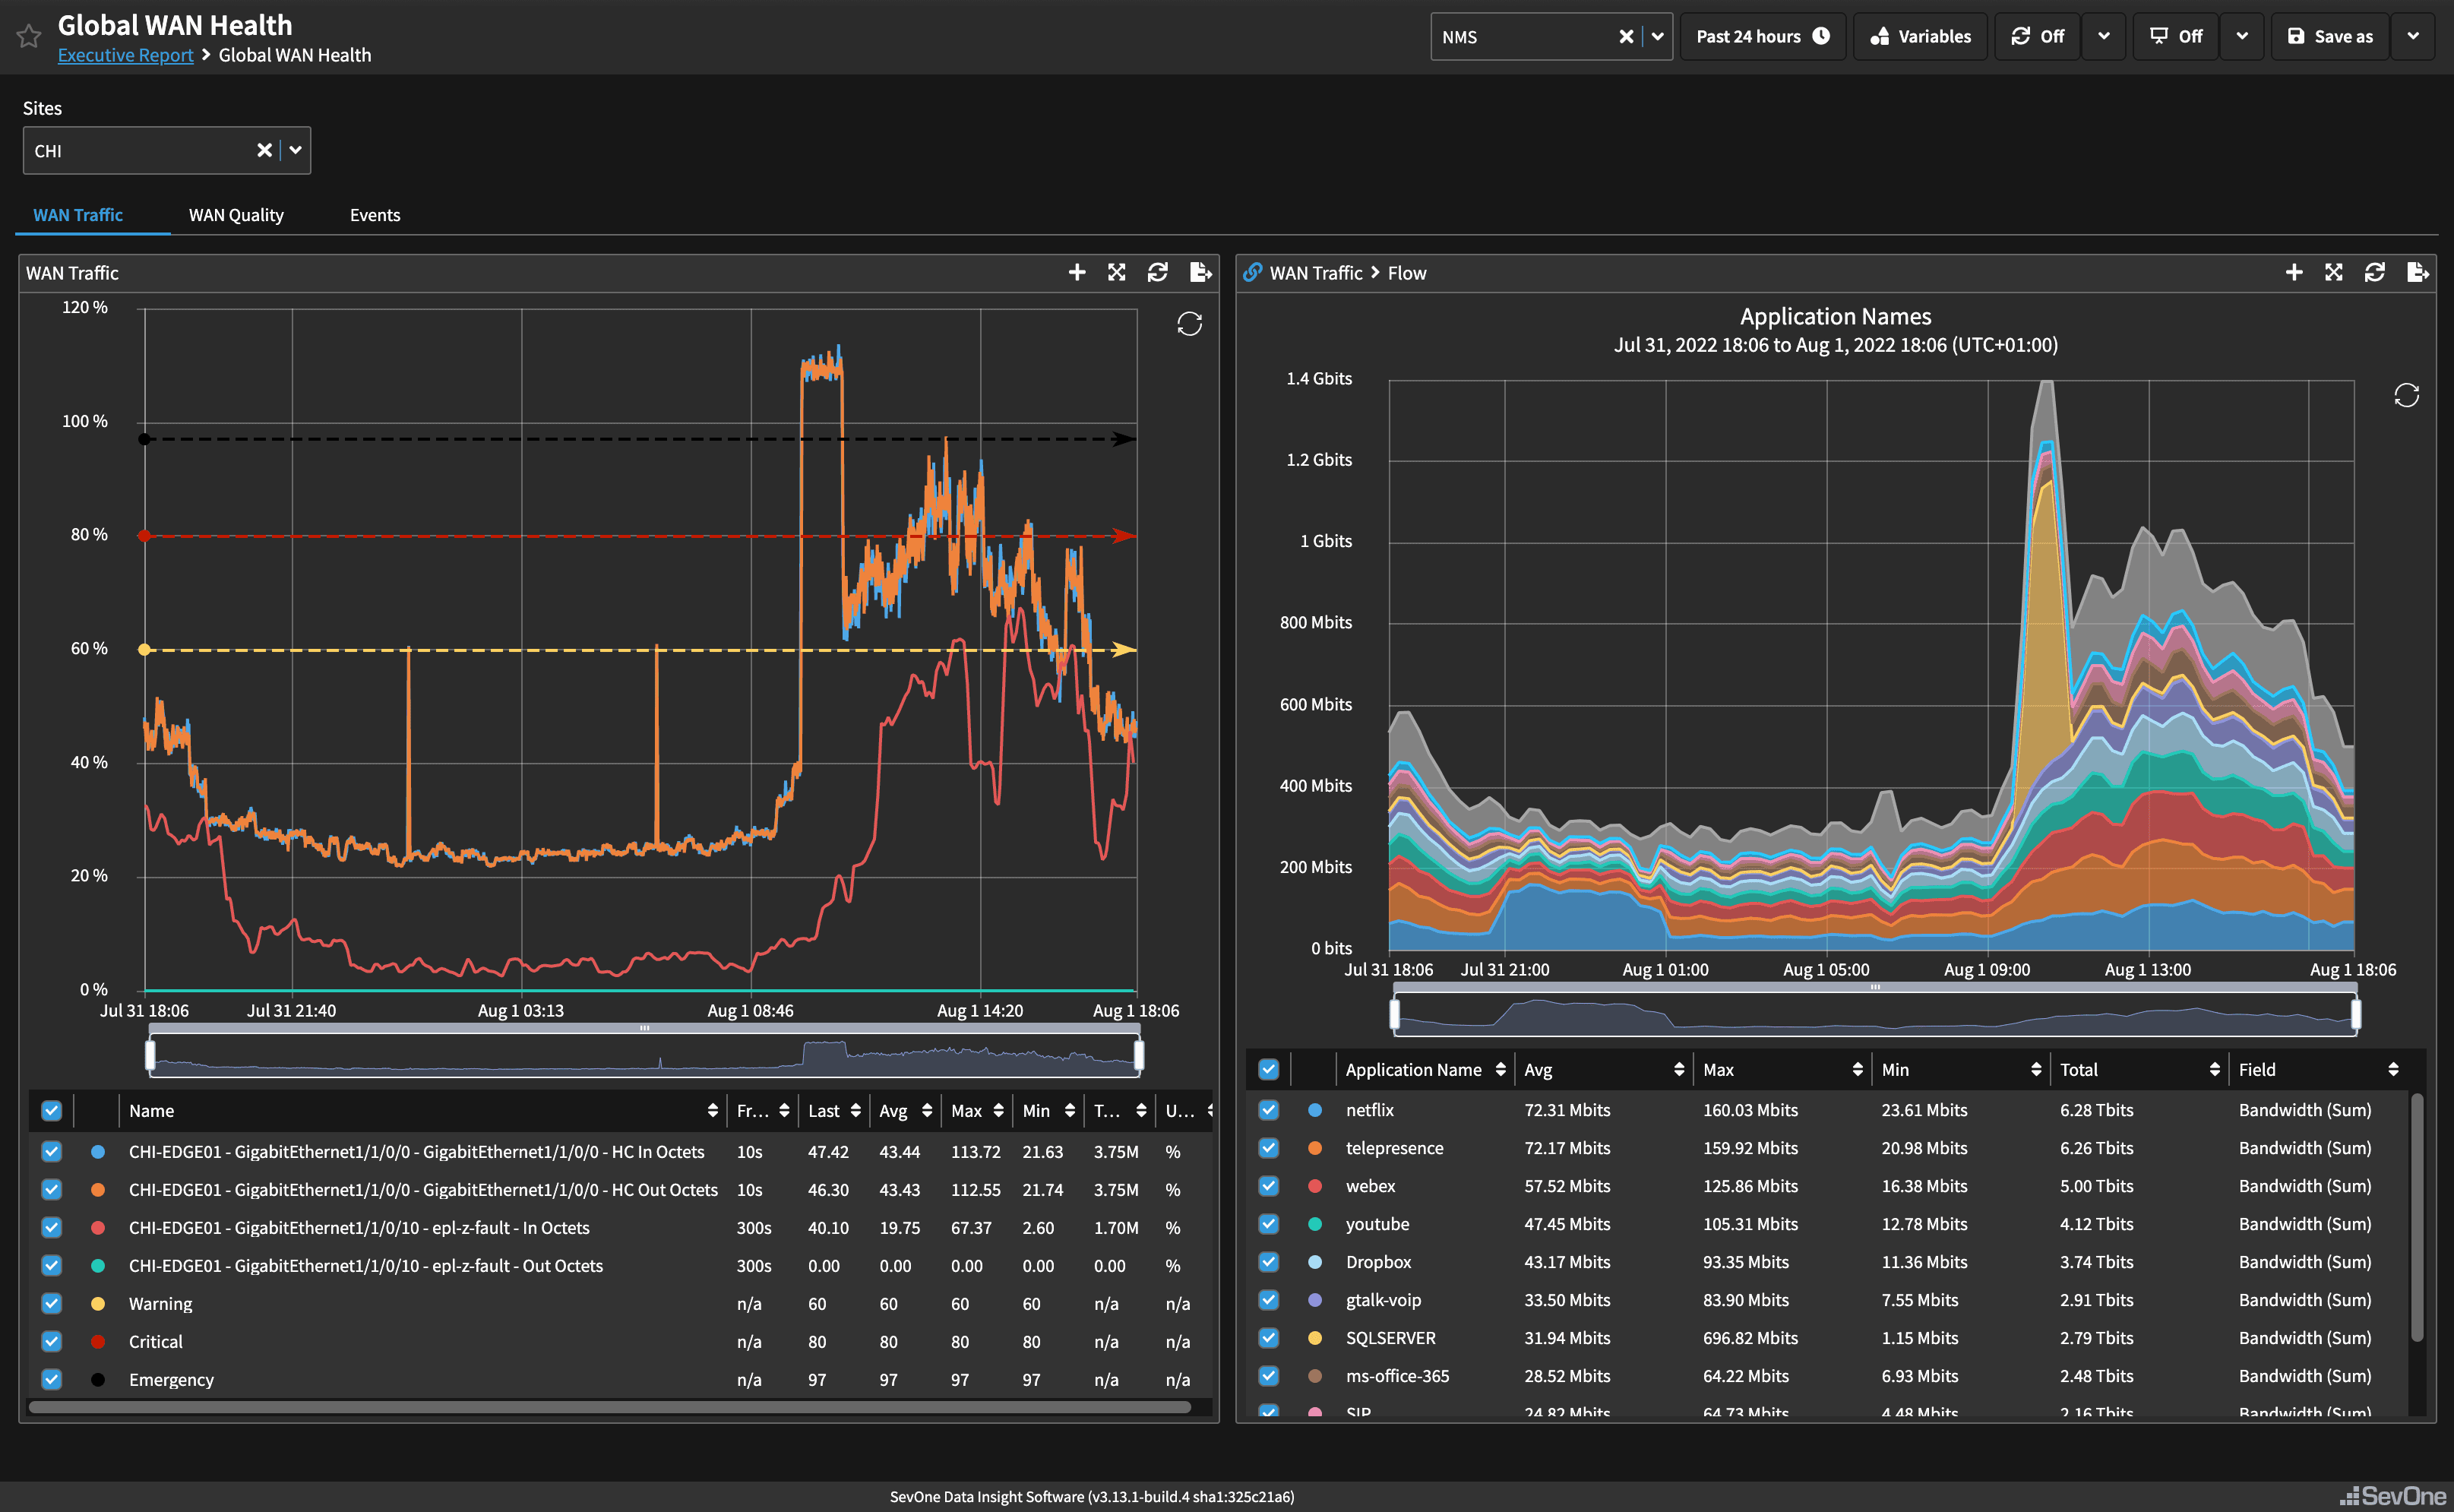 Global WAN Health
Executive Report > Global WAN Health
NMS
Past 24 hours
Variables
Off
Off
Save as
Sites
CHI
WAN Traffic
WAN Quality
Events
WAN Traffic
120 %
100 %
80 %
60 %
40 %
20 %
0 %
Jul 31 18:06
Jul 31 21:40
Aug 1 03:13
Aug 1 08:46
Aug 1 14:20
Aug 1 18:06
Name Fr... Last Avg Max Min T... U...
CHI-EDGE01 - GigabitEthernet1/1/0/0 - GigabitEthernet1/1/0/0 - HC In Octets 10s 47.42 43.44 113.72 21.63 3.75M %
CHI-EDGE01 - GigabitEthernet1/1/0/0 - GigabitEthernet1/1/0/0 - HC Out Octets 10s 46.30 43.43 112.55 21.74 3.75M %
CHI-EDGE01 - GigabitEthernet1/1/0/10 - epl-z-fault - In Octets 300s 40.10 19.75 67.37 2.60 1.70M %
CHI-EDGE01 - GigabitEthernet1/1/0/10 - epl-z-fault - Out Octets 300s 0.00 0.00 0.00 0.00 0.00 %
Warning n/a 60 60 60 60 n/a n/a
Critical n/a 80 80 80 80 n/a n/a
Emergency n/a 97 97 97 97 n/a n/a
WAN Traffic > Flow
Application Names
Jul 31, 2022 18:06 to Aug 1, 2022 18:06 (UTC+01:00)
1.4 Gbits
1.2 Gbits
1 Gbits
800 Mbits
600 Mbits
400 Mbits
200 Mbits
0 bits
Jul 31 18:06
Jul 31 21:00
Aug 1 01:00
Aug 1 05:00
Aug 1 09:00
Aug 1 13:00
Aug 1 18:06
Application Name Avg Max Min Total Field
netflix 72.31 Mbits 160.03 Mbits 23.61 Mbits 6.28 Tbits Bandwidth (Sum)
telepresence 72.17 Mbits 159.92 Mbits 20.98 Mbits 6.26 Tbits Bandwidth (Sum)
webex 57.52 Mbits 125.86 Mbits 16.38 Mbits 5.00 Tbits Bandwidth (Sum)
youtube 47.45 Mbits 105.31 Mbits 12.78 Mbits 4.12 Tbits Bandwidth (Sum)
Dropbox 43.17 Mbits 93.35 Mbits 11.36 Mbits 3.74 Tbits Bandwidth (Sum)
gtalk-voip 33.50 Mbits 83.90 Mbits 7.55 Mbits 2.91 Tbits Bandwidth (Sum)
SQLSERVER 31.94 Mbits 696.82 Mbits 1.15 Mbits 2.79 Tbits Bandwidth (Sum)
ms-office-365 28.52 Mbits 64.22 Mbits 6.93 Mbits 2.48 Tbits Bandwidth (Sum)
SIP 24.82 Mbits 64.73 Mbits 4.48 Mbits 2.16 Tbits Bandwidth (Sum)
SevOne Data Insight Software (v3.13.1-build.4 sha1:325c21a6)
SevOne